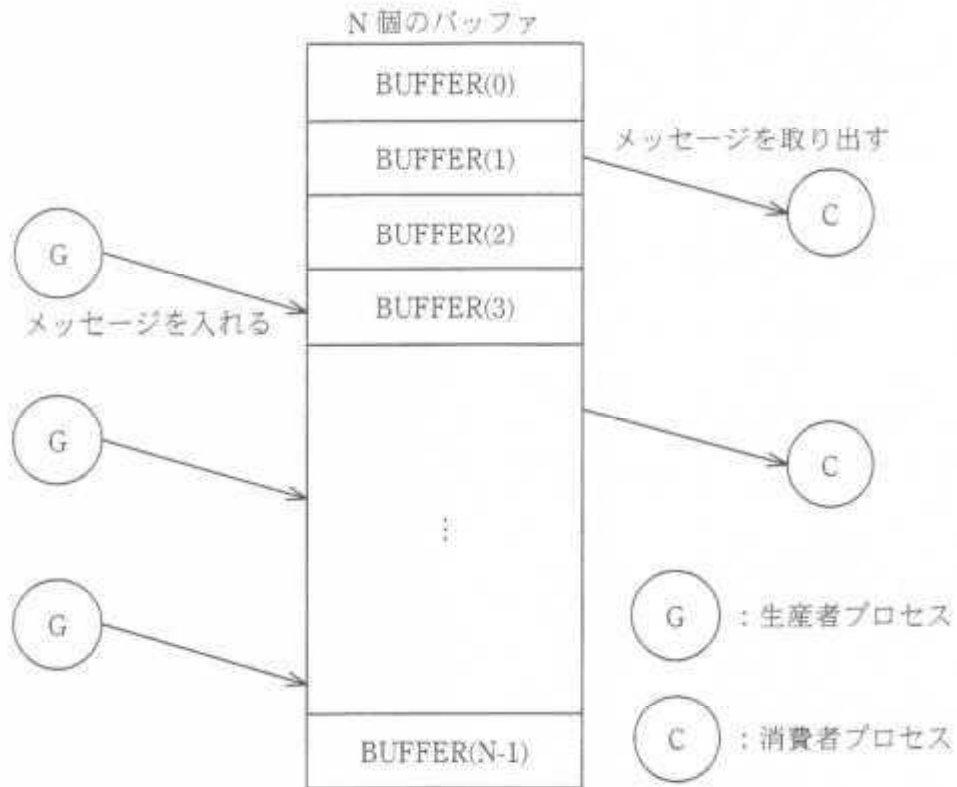 N 個のバッファ
BUFFER(0)
BUFFER(1)
メッセージを取り出す
C
G
BUFFER(2)
メッセージを入れる
BUFFER(3)
G
C
⋮
G
G :生産者プロセス
C :消費者プロセス
BUFFER(N-1)